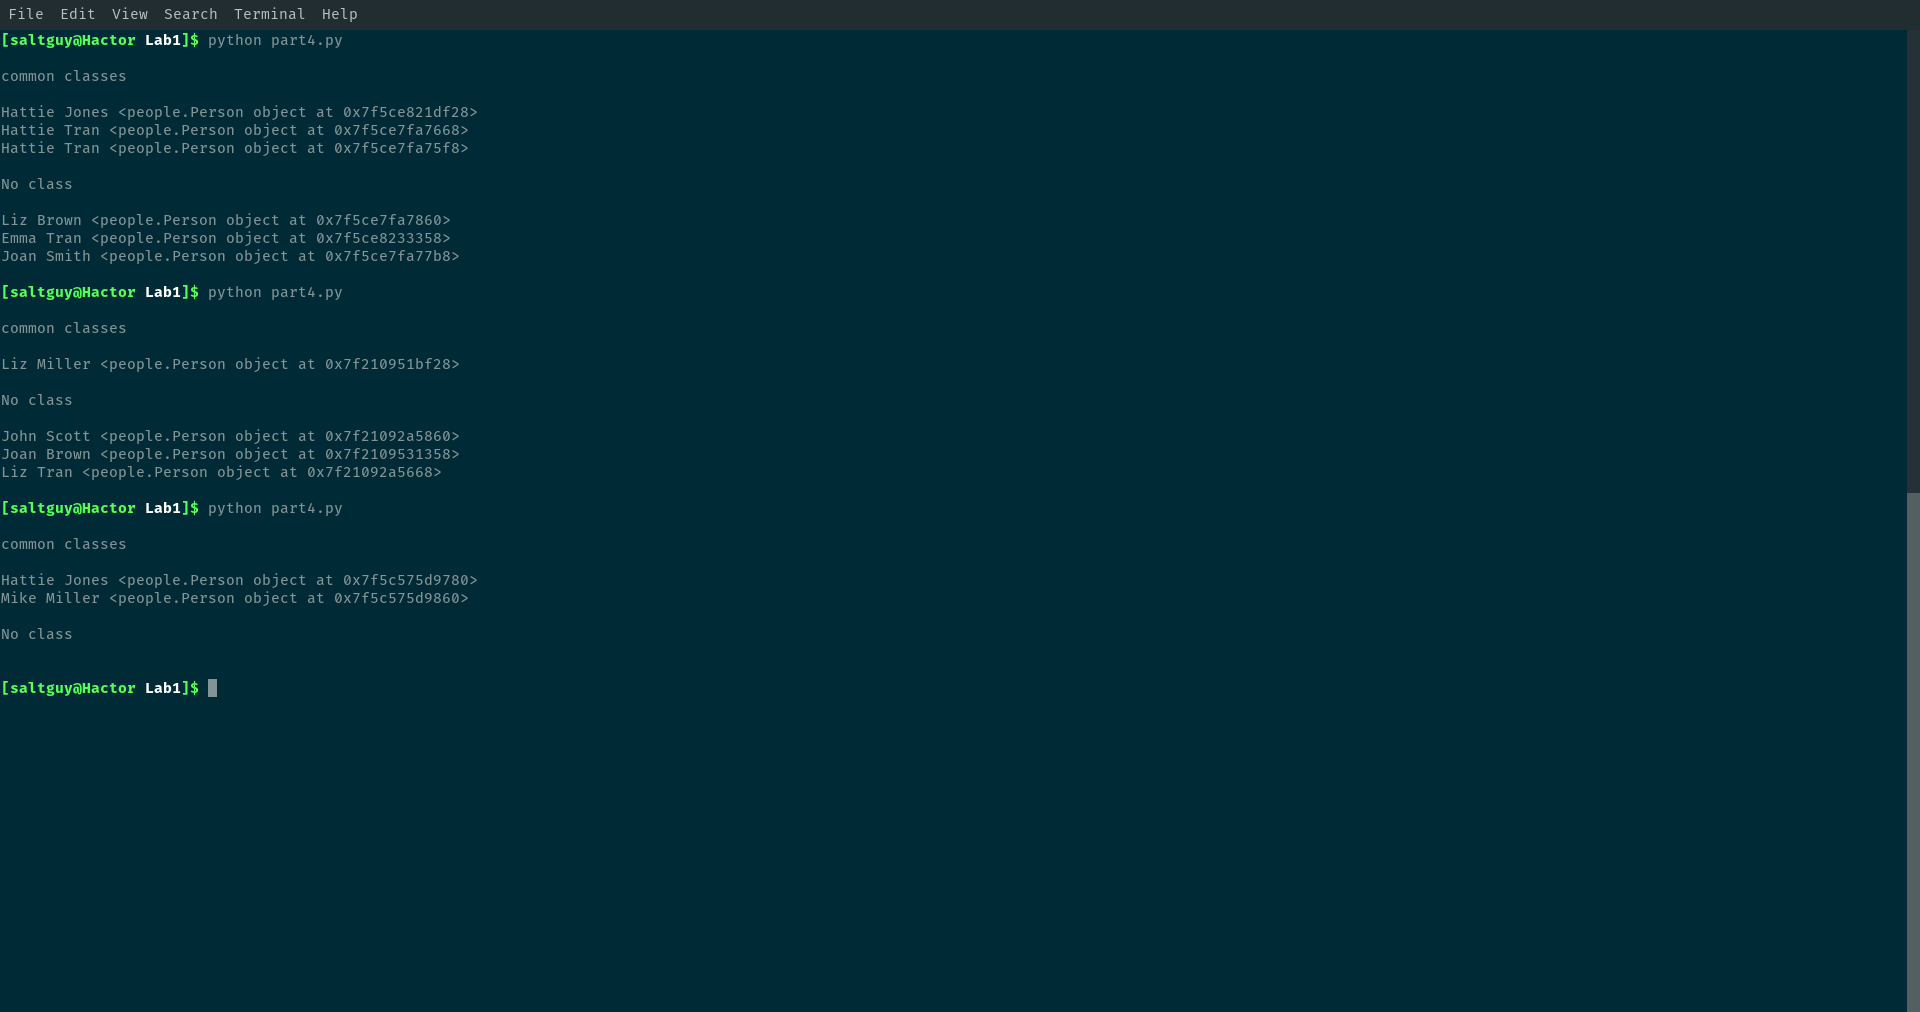 File Edit View Search Terminal Help
[saltguy@Hactor Lab1]$ python part4.py
common classes
Hattie Jones <people.Person object at 0x7f5ce821df28>
Hattie Tran <people.Person object at 0x7f5ce7fa7668>
Hattie Tran <people.Person object at 0x7f5ce7fa75f8>
No class
Liz Brown <people.Person object at 0x7f5ce7fa7860>
Emma Tran <people.Person object at 0x7f5ce8233358>
Joan Smith <people.Person object at 0x7f5ce7fa77b8>
[saltguy@Hactor Lab1]$ python part4.py
common classes
Liz Miller <people.Person object at 0x7f210951bf28>
No class
John Scott <people.Person object at 0x7f21092a5860>
Joan Brown <people.Person object at 0x7f2109531358>
Liz Tran <people.Person object at 0x7f21092a5668>
[saltguy@Hactor Lab1]$ python part4.py
common classes
Hattie Jones <people.Person object at 0x7f5c575d9780>
Mike Miller <people.Person object at 0x7f5c575d9860>
No class
[saltguy@Hactor Lab1]$